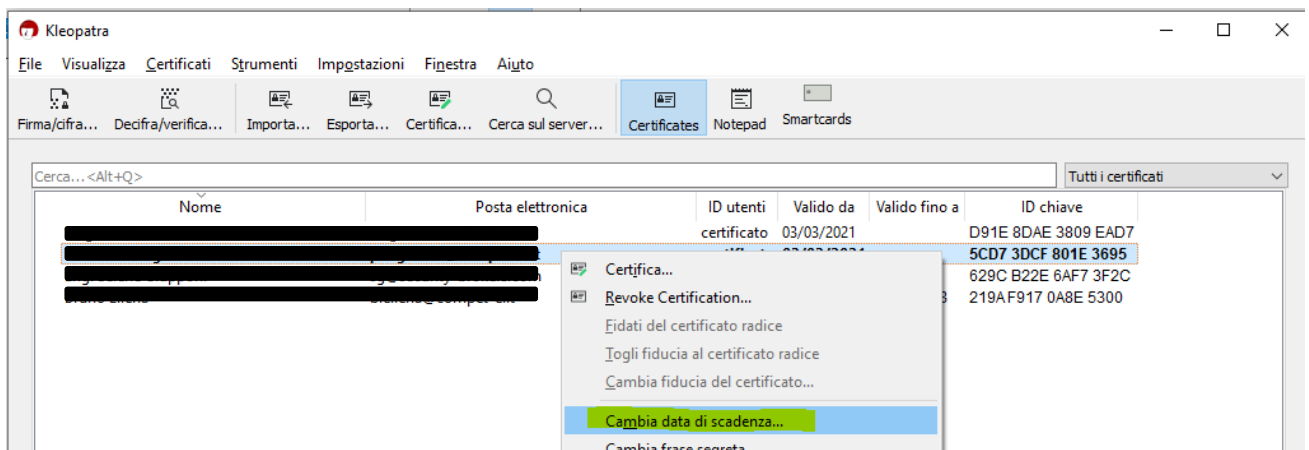 Kleopatra
File Visualizza Certificati Strumenti Impostazioni Finestra Aiuto
Firma/cifra... Decifra/verifica... Importa... Esporta... Certifica... Cerca sul server... Certificates Notepad Smartcards
Cerca...<Alt+Q> Tutti i certificati
Nome Posta elettronica ID utenti Valido da Valido fino a ID chiave
certificato 03/03/2021 D91E 8DAE 3809 EAD7
5CD7 3DCF 801E 3695
629C B22E 6AF7 3F2C
219A F917 0A8E 5300
Certifica...
Revoke Certification...
Fidati del certificato radice
Togli fiducia al certificato radice
Cambia fiducia del certificato...
Cambia data di scadenza...
Cambia frase segreta